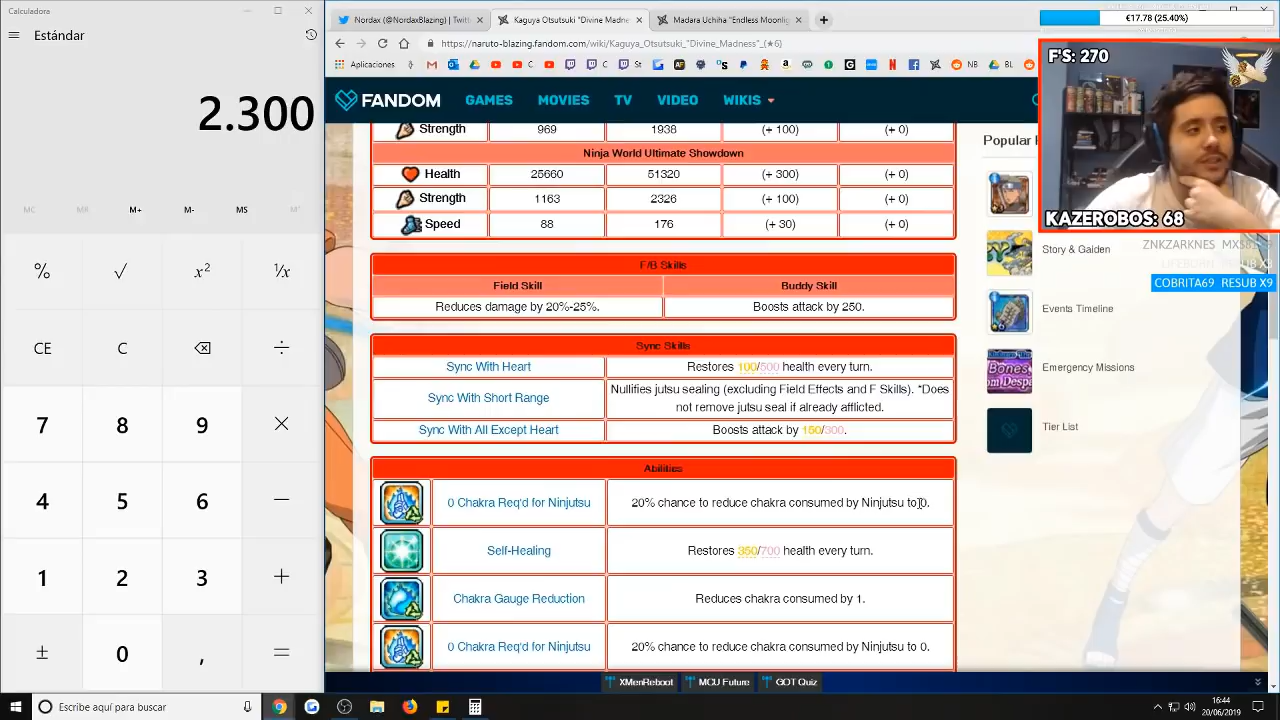 Calculadora
Estándar
2.300
MC MR M+ M- MS M˅
% √ x² ¹/x
CE C ÷
7 8 9 ×
4 5 6 −
1 2 3 +
± 0 , =
Nordax (@NordaxBlazing) | Twitt
Kaguya Otsutsuki "Divine Madne
Madara Uchiha "Endless Moonlig
https://naruto-blazing.fandom.com/wiki/Kaguya_Otsutsuki_"Divine_Madness"_(★6)
€17.78 (25.40%)
F'S: 270
KAZEROBOS: 68
ZNKZARKNES_MX58
LIFEBURN RESUB X3
COBRITA69 RESUB X9
FANDOM GAMES MOVIES TV VIDEO WIKIS
Strength 969 1938 (+ 100) (+ 0)
Ninja World Ultimate Showdown
Health 25660 51320 (+ 300) (+ 0)
Strength 1163 2326 (+ 100) (+ 0)
Speed 88 176 (+ 30) (+ 0)
F/B Skills
Field Skill Buddy Skill
Reduces damage by 20%-25%. Boosts attack by 250.
Sync Skills
Sync With Heart Restores 100/500 health every turn.
Sync With Short Range Nullifies jutsu sealing (excluding Field Effects and F Skills). *Does
not remove jutsu seal if already afflicted.
Sync With All Except Heart Boosts attack by 150/300.
Abilities
0 Chakra Req'd for Ninjutsu 20% chance to reduce chakra consumed by Ninjutsu to 0.
Self-Healing Restores 350/700 health every turn.
Chakra Gauge Reduction Reduces chakra consumed by 1.
0 Chakra Req'd for Ninjutsu 20% chance to reduce chakra consumed by Ninjutsu to 0.
Popular
Story & Gaiden
Events Timeline
Emergency Missions
Tier List
XMenReboot MCU Future GOT Quiz
Escribe aquí para buscar
16:44
20/06/2019